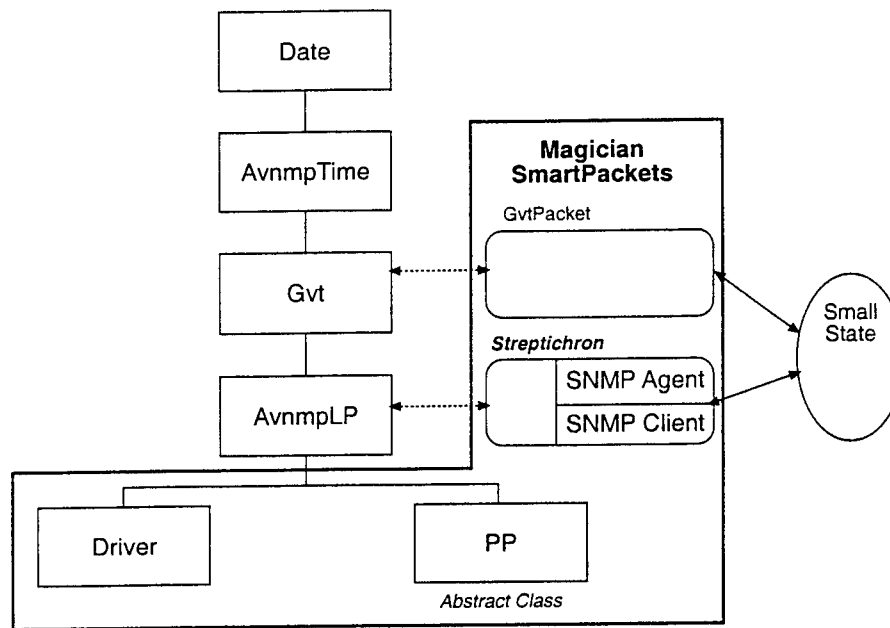 Date
AvnmpTime
Magician
SmartPackets
GvtPacket
Gvt
Small
State
Streptichron
SNMP Agent
AvnmpLP
SNMP Client
Driver
PP
Abstract Class